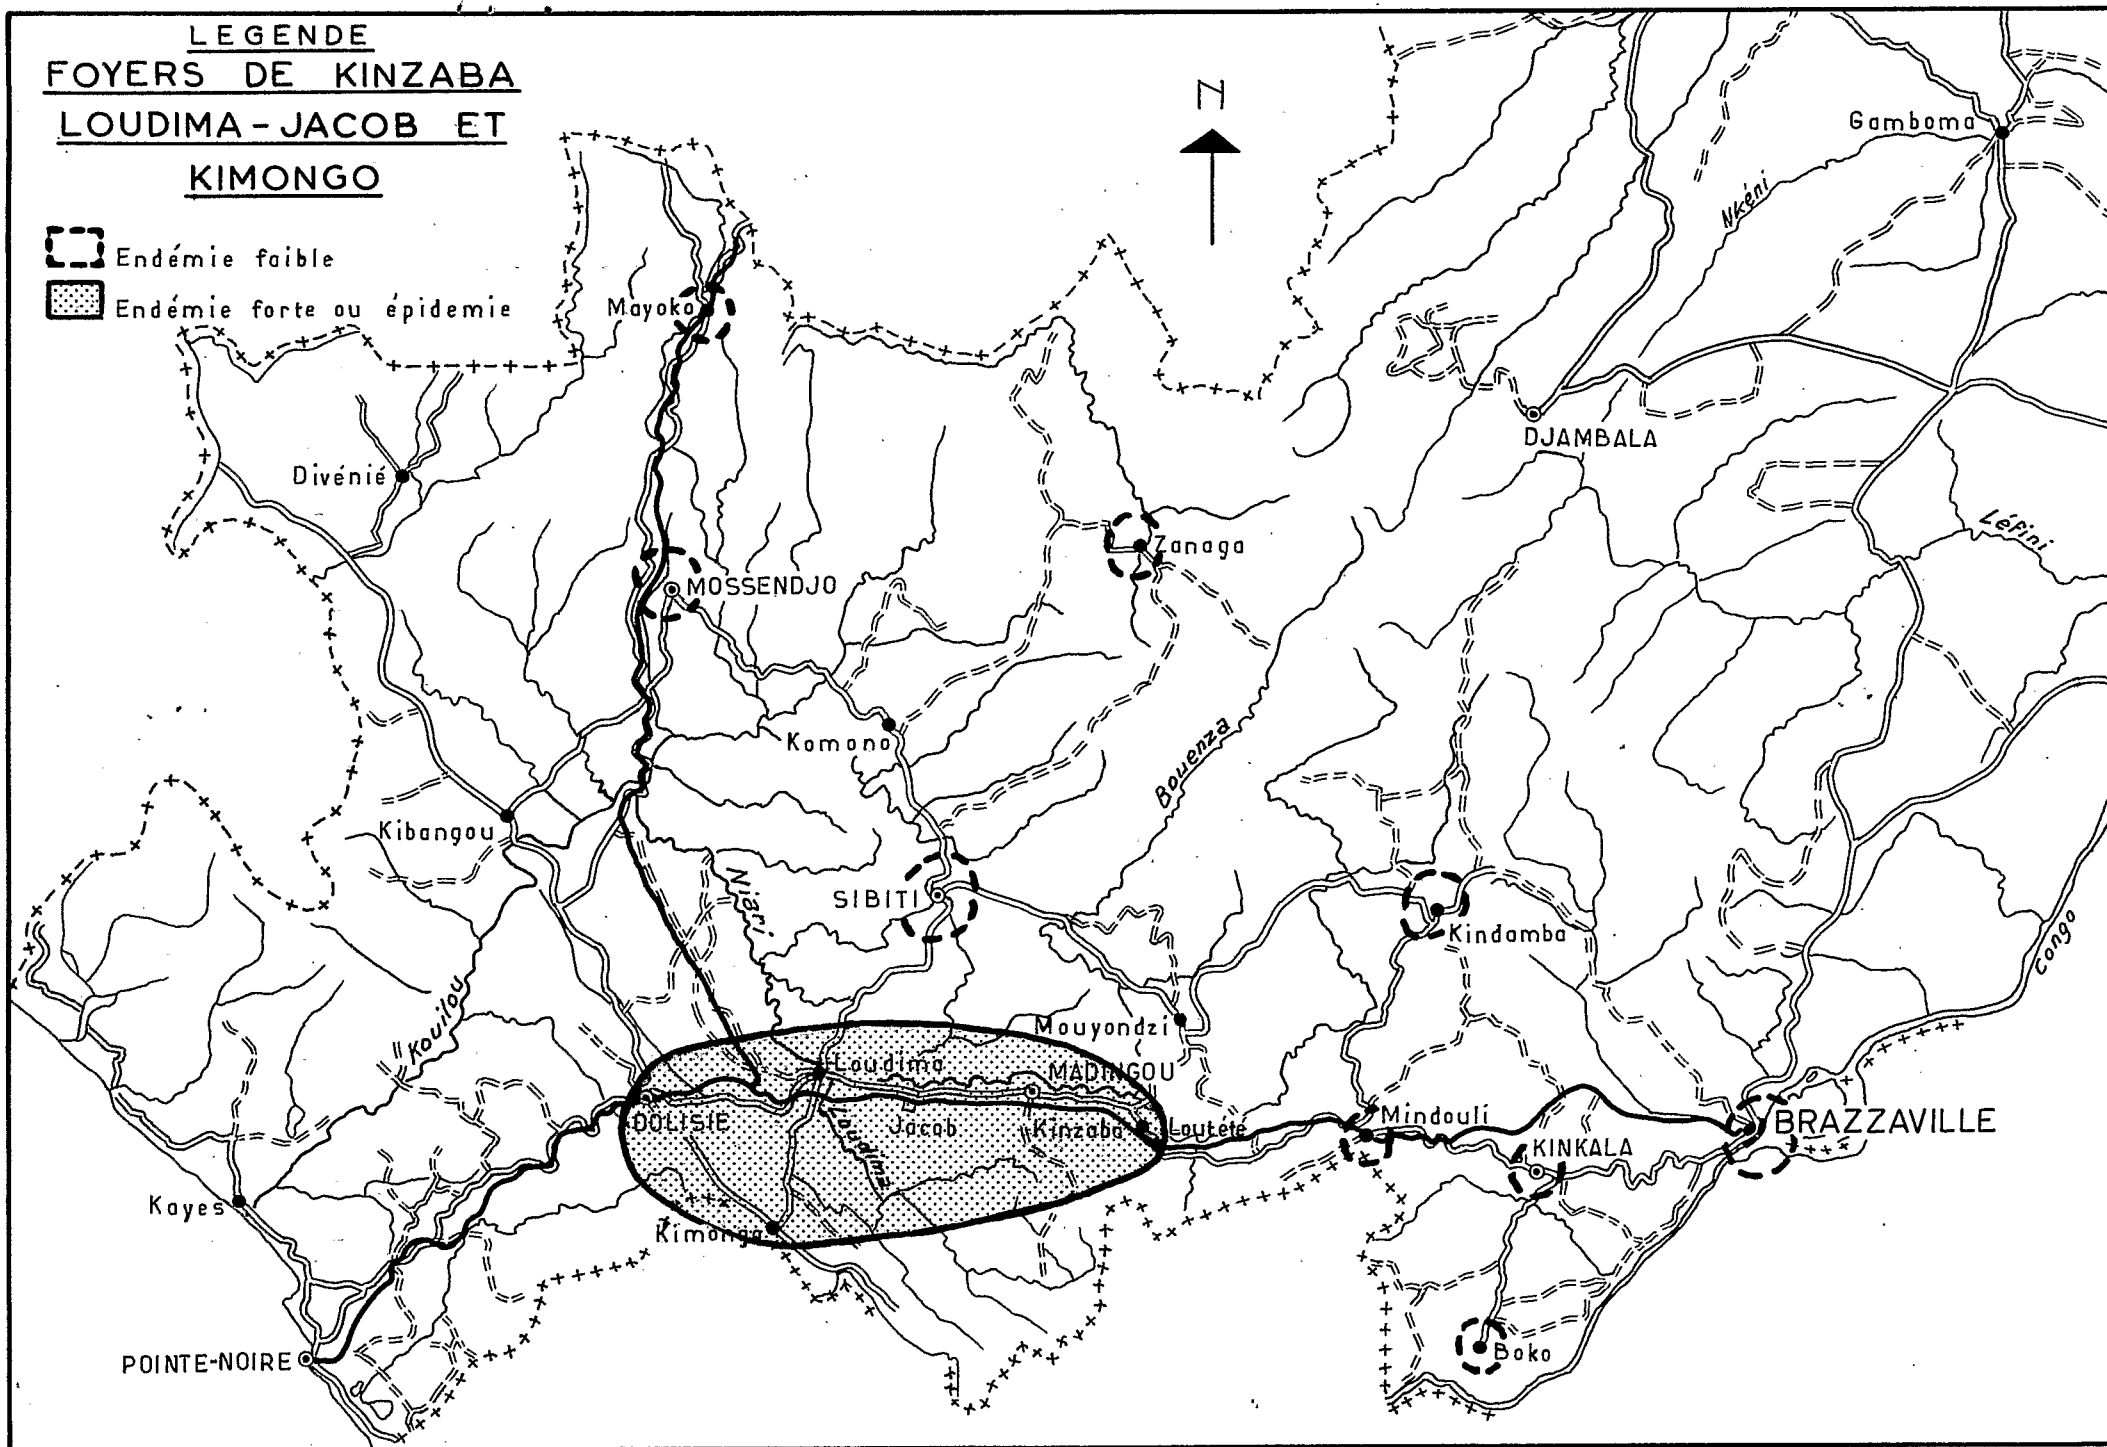 LEGENDE
FOYERS DE KINZABA
LOUDIMA-JACOB ET
KIMONGO
Endémie faible
Endémie forte ou épidemie
N
Gamboma
Nkéni
Mayoko
DJAMBALA
Divénié
Léfini
Zanaga
MOSSENDJO
Komono
Bouenza
Kibangou
Niari
SIBITI
Kindamba
Congo
Kouilou
Mouyondzi
Loudima
MADINGOU
DOLISIE
Jacob
Kinzaba
Loutété
Mindouli
BRAZZAVILLE
Loudima
KINKALA
Kayes
Kimongo
POINTE-NOIRE
Boko